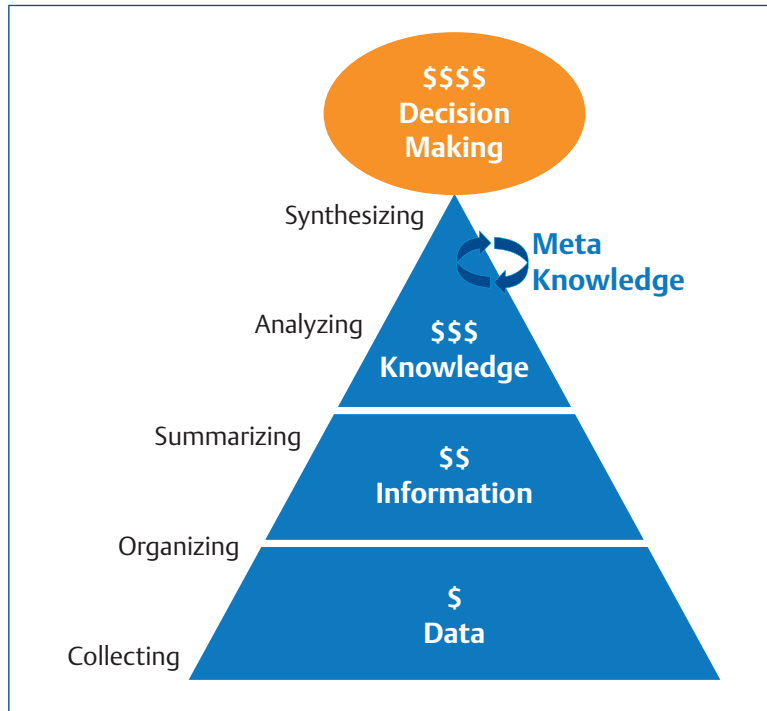 $$$$
Decision
Making
Synthesizing
Meta
Knowledge
Analyzing
$$$
Knowledge
Summarizing
$$
Information
Organizing
$
Data
Collecting